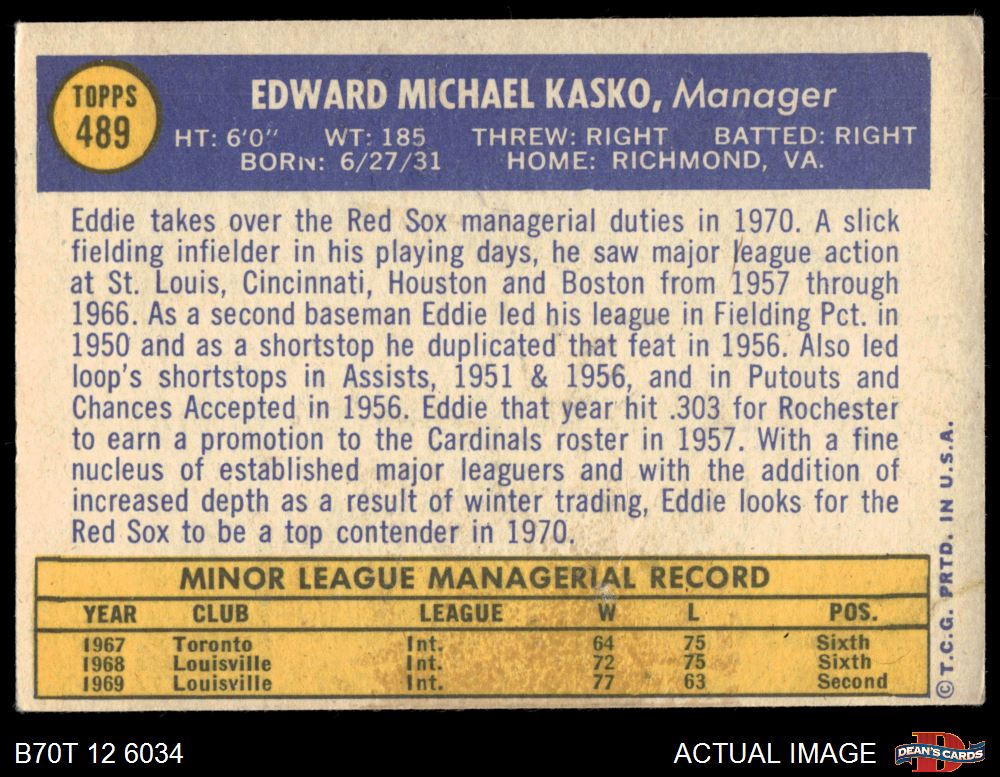 TOPPS
489
EDWARD MICHAEL KASKO, Manager
HT: 6'0" WT: 185 THREW: RIGHT BATTED: RIGHT
BORN: 6/27/31 HOME: RICHMOND, VA.
Eddie takes over the Red Sox managerial duties in 1970. A slick
fielding infielder in his playing days, he saw major league action
at St. Louis, Cincinnati, Houston and Boston from 1957 through
1966. As a second baseman Eddie led his league in Fielding Pct. in
1950 and as a shortstop he duplicated that feat in 1956. Also led
loop's shortstops in Assists, 1951 & 1956, and in Putouts and
Chances Accepted in 1956. Eddie that year hit .303 for Rochester
to earn a promotion to the Cardinals roster in 1957. With a fine
nucleus of established major leaguers and with the addition of
increased depth as a result of winter trading, Eddie looks for the
Red Sox to be a top contender in 1970.
MINOR LEAGUE MANAGERIAL RECORD
YEAR CLUB LEAGUE W L POS.
1967 Toronto Int. 64 75 Sixth
1968 Louisville Int. 72 75 Sixth
1969 Louisville Int. 77 63 Second
© T.C.G. PRTD. IN U.S.A.
B70T 12 6034
ACTUAL IMAGE
D
DEAN'S CARDS